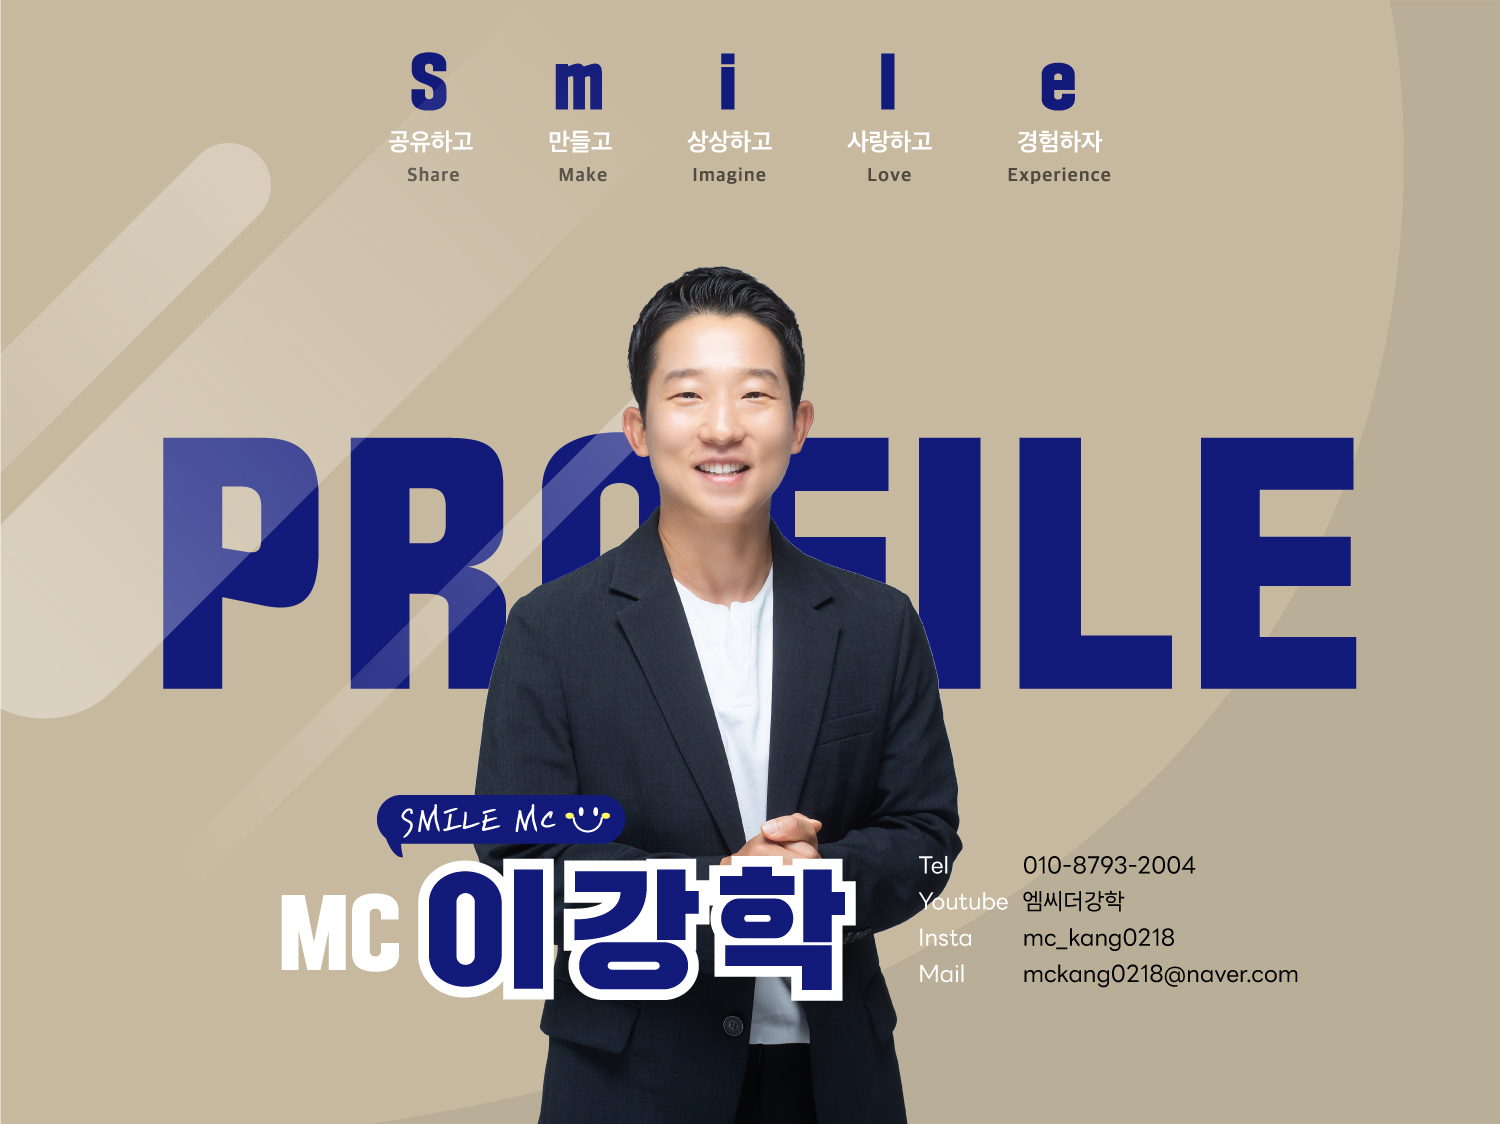 S m i l e
공유하고 만들고 상상하고 사랑하고 경험하자
Share Make Imagine Love Experience
PROFILE
SMILE MC
MC 이강학
Tel 010-8793-2004
Youtube 엠씨더강학
Insta mc_kang0218
Mail mckang0218@naver.com